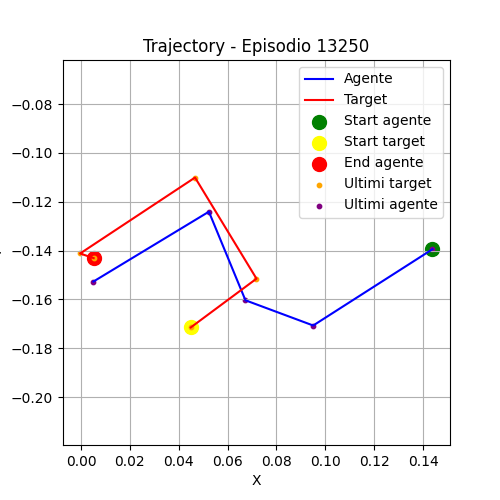 Trajectory - Episodio 13250
Agente
Target
Start agente
Start target
End agente
Ultimi target
Ultimi agente
−0.08
−0.10
−0.12
−0.14
−0.16
−0.18
−0.20
0.00 0.02 0.04 0.06 0.08 0.10 0.12 0.14
X